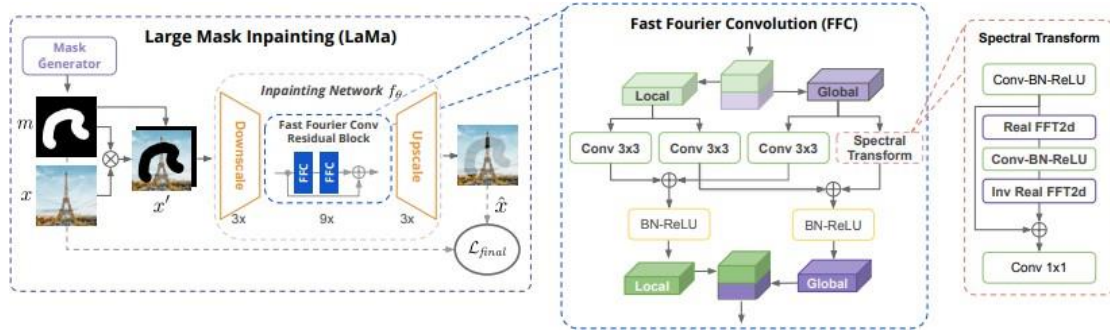 Large Mask Inpainting (LaMa)
Mask
Generator
m
x
x′
Inpainting Network fθ
Downscale
Fast Fourier Conv
Residual Block
FFC
FFC
Upscale
3x
9x
3x
x̂
ℒfinal
Fast Fourier Convolution (FFC)
Local
Global
Conv 3x3
Conv 3x3
Conv 3x3
Spectral
Transform
BN-ReLU
BN-ReLU
Local
Global
Spectral Transform
Conv-BN-ReLU
Real FFT2d
Conv-BN-ReLU
Inv Real FFT2d
Conv 1x1